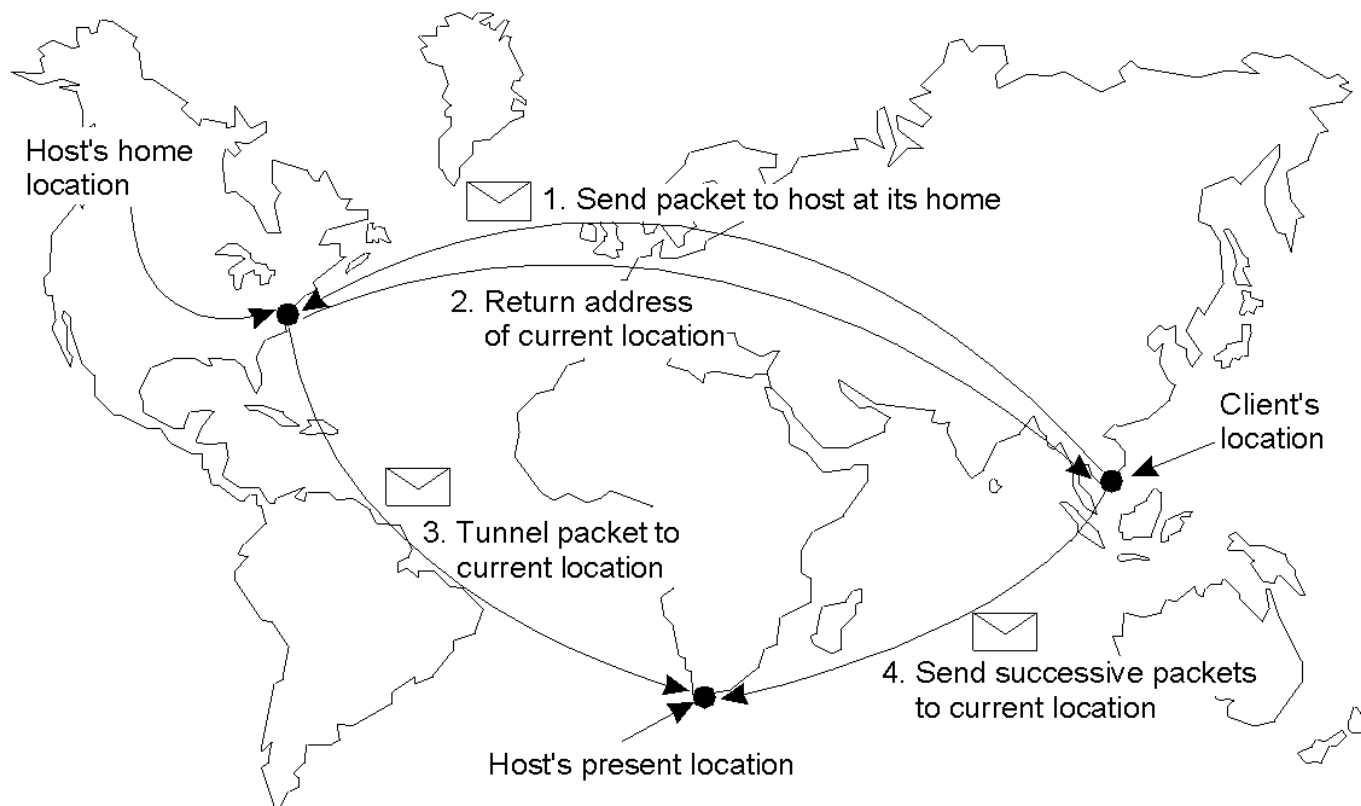 Host's home
location
1. Send packet to host at its home
2. Return address
of current location
Client's
location
3. Tunnel packet to
current location
4. Send successive packets
to current location
Host's present location